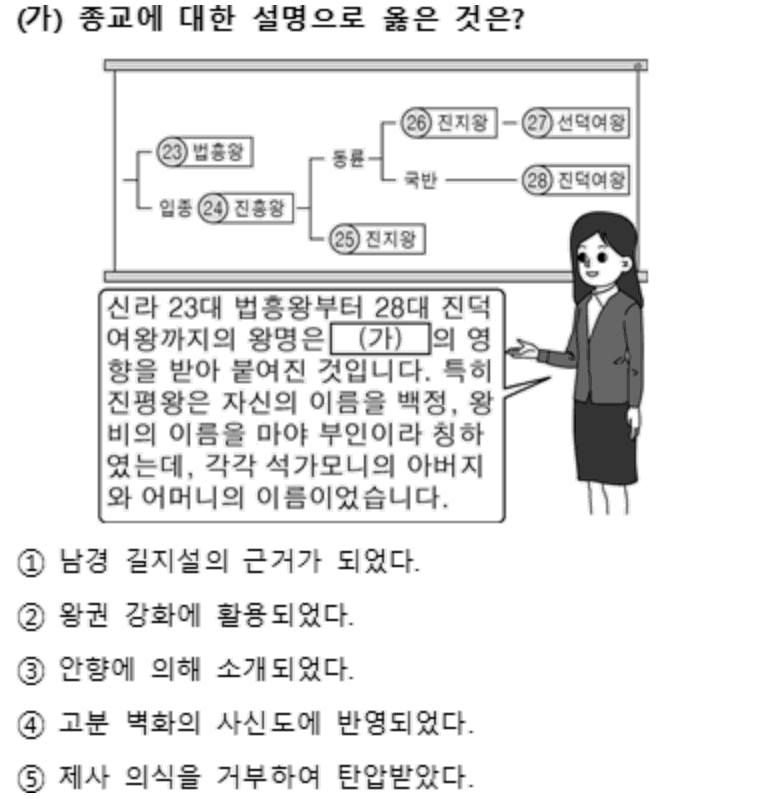 (가) 종교에 대한 설명으로 옳은 것은?
26 진지왕
27 선덕여왕
23 법흥왕
동륜
국반
28 진덕여왕
입종 24 진흥왕
25 진지왕
신라 23대 법흥왕부터 28대 진덕
여왕까지의 왕명은 (가) 의 영
향을 받아 붙여진 것입니다. 특히
진평왕은 자신의 이름을 백정, 왕
비의 이름을 마야 부인이라 칭하
였는데, 각각 석가모니의 아버지
와 어머니의 이름이었습니다.
① 남경 길지설의 근거가 되었다.
② 왕권 강화에 활용되었다.
③ 안향에 의해 소개되었다.
④ 고분 벽화의 사신도에 반영되었다.
⑤ 제사 의식을 거부하여 탄압받았다.